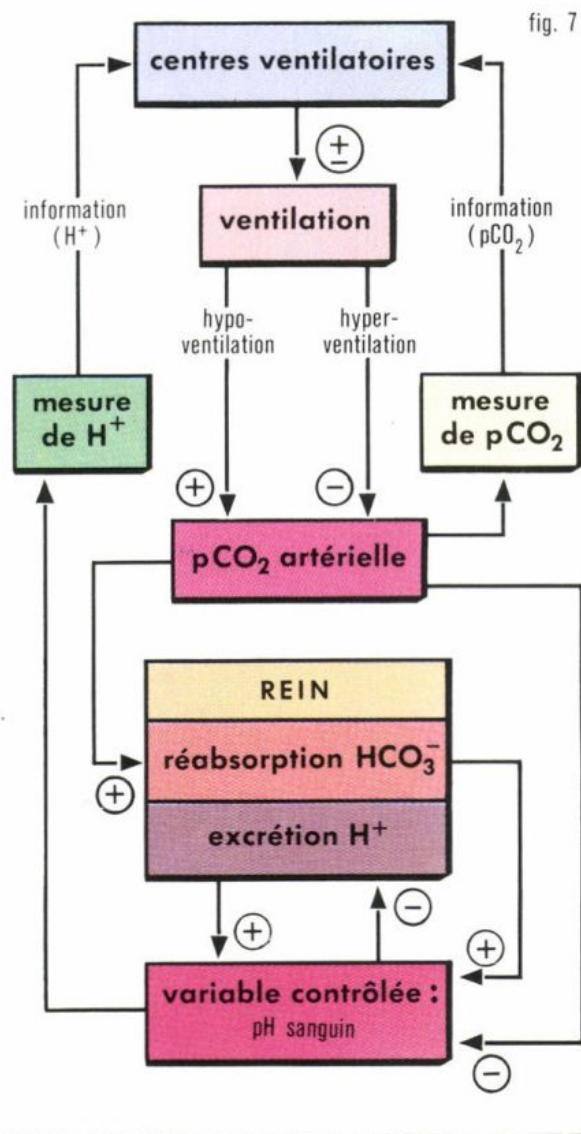 fig. 7
centres ventilatoires
±
information
(H⁺)
ventilation
information
(pCO₂)
hypo-
ventilation
hyper-
ventilation
mesure
de H⁺
mesure
de pCO₂
+
−
pCO₂ artérielle
REIN
réabsorption HCO₃⁻
+
excrétion H⁺
+
−
+
variable contrôlée :
pH sanguin
−